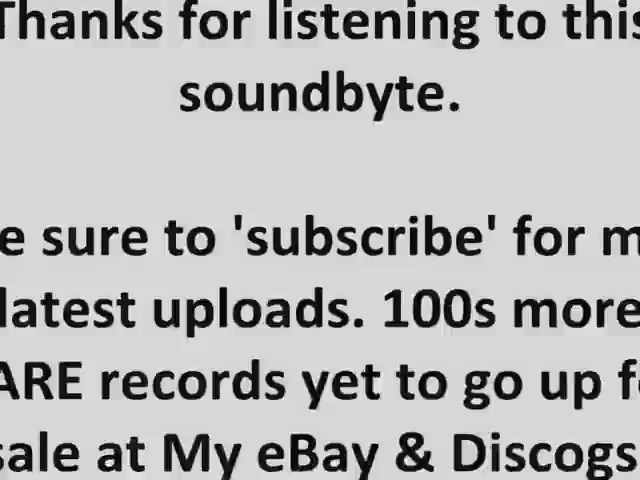 Thanks for listening to this
soundbyte.
e sure to 'subscribe' for m
latest uploads. 100s more
ARE records yet to go up f
sale at My eBay & Discogs